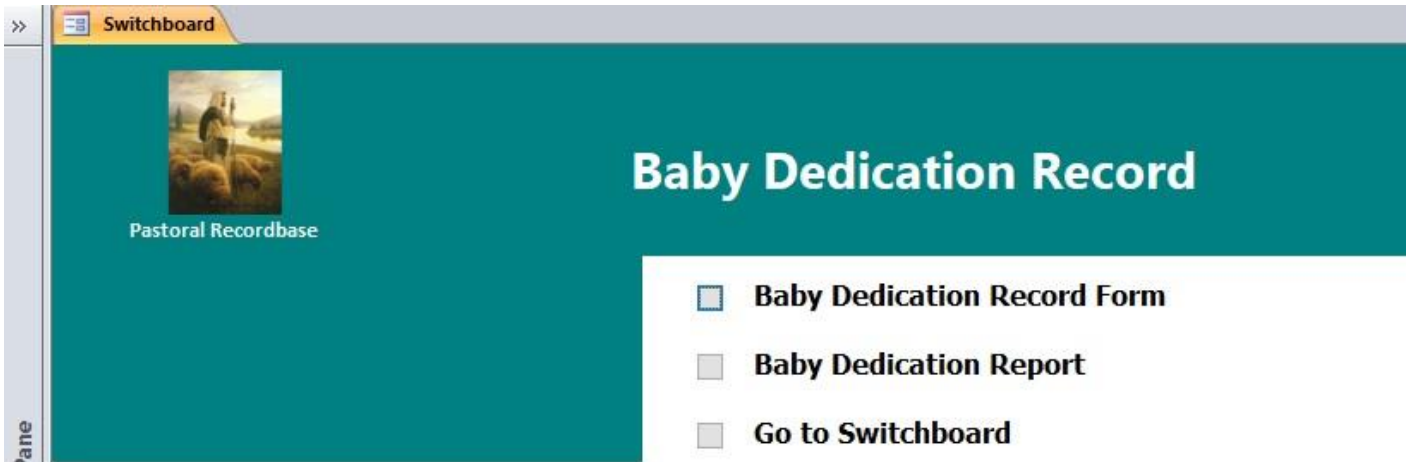 Switchboard
Baby Dedication Record
Pastoral Recordbase
Baby Dedication Record Form
Baby Dedication Report
Go to Switchboard
Pane